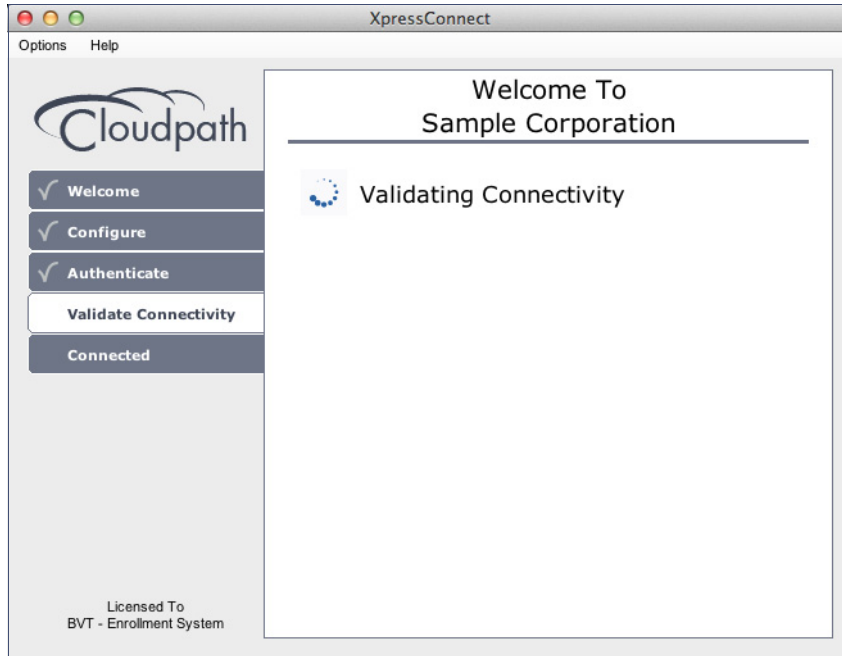 XpressConnect
Options Help
Cloudpath
Welcome
Configure
Authenticate
Validate Connectivity
Connected
Licensed To
BVT - Enrollment System
Welcome To
Sample Corporation
Validating Connectivity